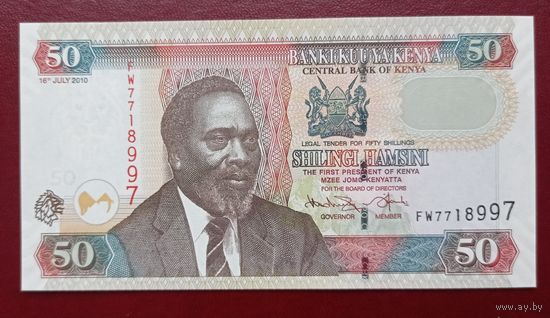 50
BANKI KUU YA KENYA
50
16TH JULY 2010
CENTRAL BANK OF KENYA
FW7718997
LEGAL TENDER FOR FIFTY SHILLINGS
SHILINGI HAMSINI
50
THE FIRST PRESIDENT OF KENYA
MZEE JOMO KENYATTA
FOR THE BOARD OF DIRECTORS
GOVERNOR MEMBER
FW7718997
50
50
www.ay.by